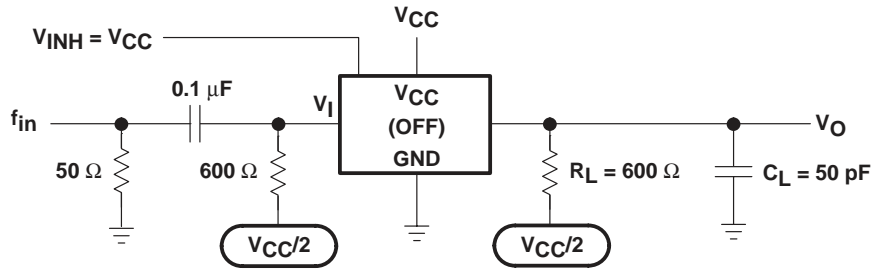 VCC
VINH = VCC
0.1 μF
VI
VCC
(OFF)
GND
fin
VO
50 Ω
600 Ω
RL = 600 Ω
CL = 50 pF
VCC/2
VCC/2